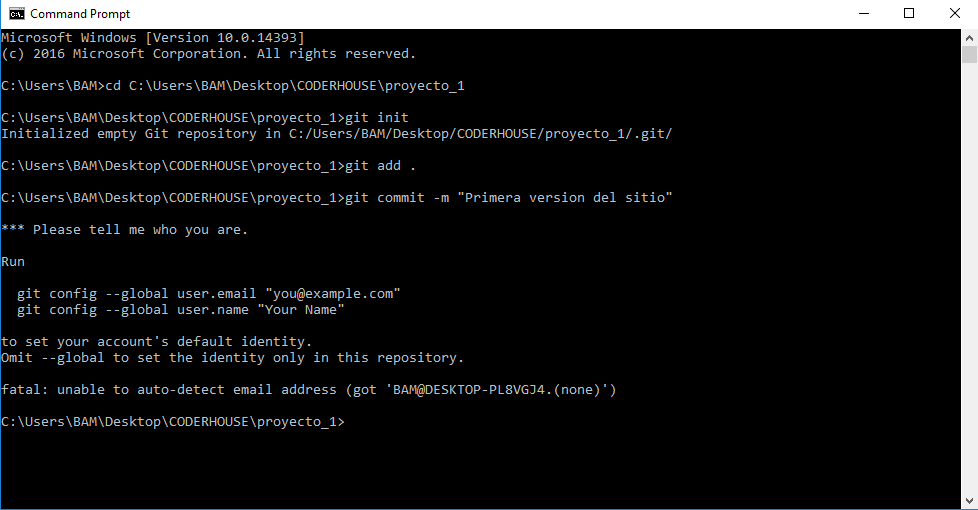 Command Prompt
Microsoft Windows [Version 10.0.14393]
(c) 2016 Microsoft Corporation. All rights reserved.
C:\Users\BAM>cd C:\Users\BAM\Desktop\CODERHOUSE\proyecto_1
C:\Users\BAM\Desktop\CODERHOUSE\proyecto_1>git init
Initialized empty Git repository in C:/Users/BAM/Desktop/CODERHOUSE/proyecto_1/.git/
C:\Users\BAM\Desktop\CODERHOUSE\proyecto_1>git add .
C:\Users\BAM\Desktop\CODERHOUSE\proyecto_1>git commit -m "Primera version del sitio"
*** Please tell me who you are.
Run
git config --global user.email "you@example.com"
git config --global user.name "Your Name"
to set your account's default identity.
Omit --global to set the identity only in this repository.
fatal: unable to auto-detect email address (got 'BAM@DESKTOP-PL8VGJ4.(none)')
C:\Users\BAM\Desktop\CODERHOUSE\proyecto_1>